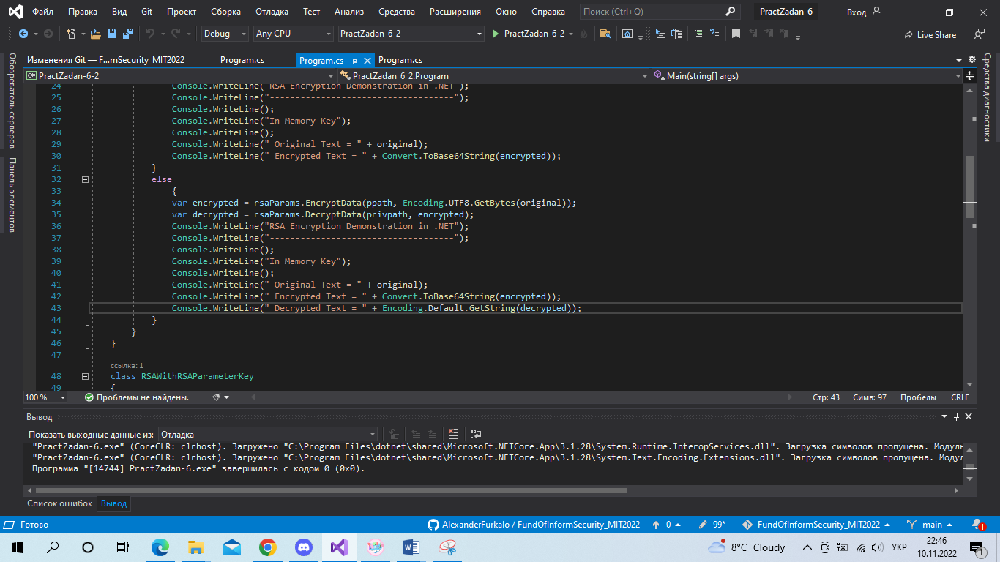 Файл Правка Вид Git Проект Сборка Отладка Тест Анализ Средства Расширения Окно Справка Поиск (Ctrl+Q) PractZadan-6 Вход
Debug Any CPU PractZadan-6-2 PractZadan-6-2 Live Share
Изменения Git — F...mSecurity_MIT2022 Program.cs Program.cs Program.cs
PractZadan-6-2 PractZadan_6_2.Program Main(string[] args)
Обозреватель серверов
Панель элементов
Средства диагностики
24 Console.WriteLine("RSA Encryption Demonstration in .NET");
25 Console.WriteLine("------------------------------------");
26 Console.WriteLine();
27 Console.WriteLine("In Memory Key");
28 Console.WriteLine();
29 Console.WriteLine(" Original Text = " + original);
30 Console.WriteLine(" Encrypted Text = " + Convert.ToBase64String(encrypted));
31 }
32 else
33 {
34 var encrypted = rsaParams.EncryptData(ppath, Encoding.UTF8.GetBytes(original));
35 var decrypted = rsaParams.DecryptData(privpath, encrypted);
36 Console.WriteLine("RSA Encryption Demonstration in .NET");
37 Console.WriteLine("------------------------------------");
38 Console.WriteLine();
39 Console.WriteLine("In Memory Key");
40 Console.WriteLine();
41 Console.WriteLine(" Original Text = " + original);
42 Console.WriteLine(" Encrypted Text = " + Convert.ToBase64String(encrypted));
43 Console.WriteLine(" Decrypted Text = " + Encoding.Default.GetString(decrypted));
44 }
45 }
46 }
47
ссылка: 1
48 class RSAWithRSAParameterKey
49 {
100 % Проблемы не найдены. Стр: 43 Симв: 97 Пробелы CRLF
Вывод
Показать выходные данные из: Отладка
"PractZadan-6.exe" (CoreCLR: clrhost). Загружено "C:\Program Files\dotnet\shared\Microsoft.NETCore.App\3.1.28\System.Runtime.InteropServices.dll". Загрузка символов пропущена. Модуль
"PractZadan-6.exe" (CoreCLR: clrhost). Загружено "C:\Program Files\dotnet\shared\Microsoft.NETCore.App\3.1.28\System.Text.Encoding.Extensions.dll". Загрузка символов пропущена. Модул
Программа "[14744] PractZadan-6.exe" завершилась с кодом 0 (0x0).
Список ошибок Вывод
Готово AlexanderFurkalo / FundOfInformSecurity_MIT2022 0 99* FundOfInformSecurity_MIT2022 main 1
8°C Cloudy УКР 22:46
10.11.2022 1